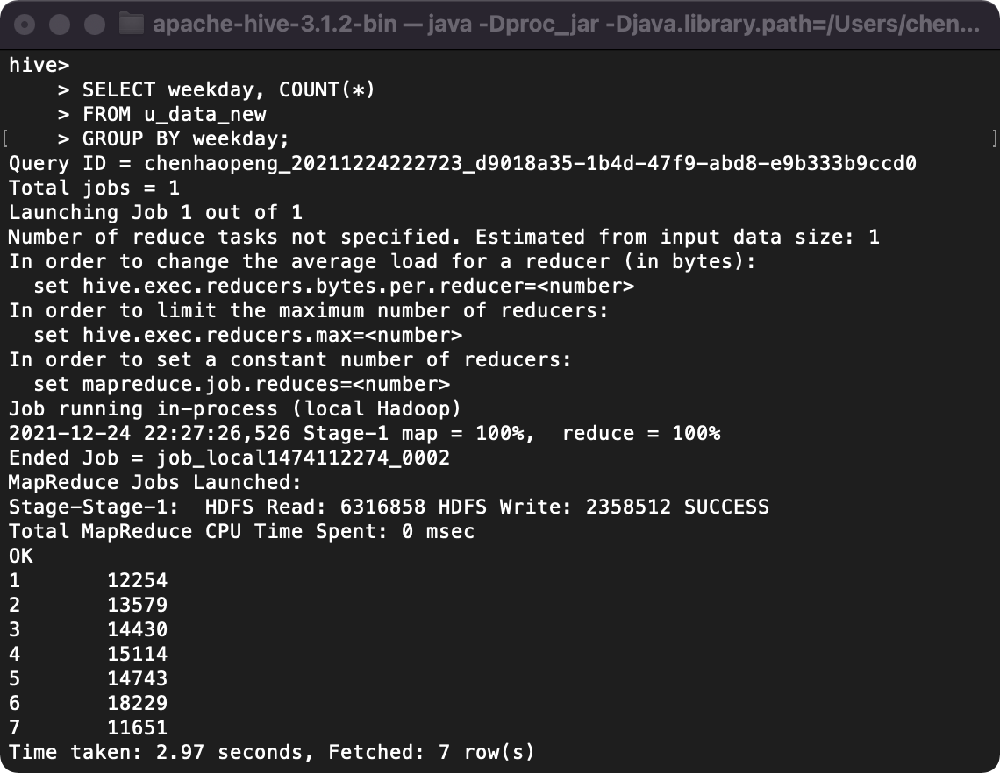 apache-hive-3.1.2-bin — java -Dproc_jar -Djava.library.path=/Users/chen...
hive>
    > SELECT weekday, COUNT(*)
    > FROM u_data_new
[    > GROUP BY weekday;                                                         ]
Query ID = chenhaopeng_20211224222723_d9018a35-1b4d-47f9-abd8-e9b333b9ccd0
Total jobs = 1
Launching Job 1 out of 1
Number of reduce tasks not specified. Estimated from input data size: 1
In order to change the average load for a reducer (in bytes):
  set hive.exec.reducers.bytes.per.reducer=<number>
In order to limit the maximum number of reducers:
  set hive.exec.reducers.max=<number>
In order to set a constant number of reducers:
  set mapreduce.job.reduces=<number>
Job running in-process (local Hadoop)
2021-12-24 22:27:26,526 Stage-1 map = 100%,  reduce = 100%
Ended Job = job_local1474112274_0002
MapReduce Jobs Launched:
Stage-Stage-1:  HDFS Read: 6316858 HDFS Write: 2358512 SUCCESS
Total MapReduce CPU Time Spent: 0 msec
OK
1       12254
2       13579
3       14430
4       15114
5       14743
6       18229
7       11651
Time taken: 2.97 seconds, Fetched: 7 row(s)